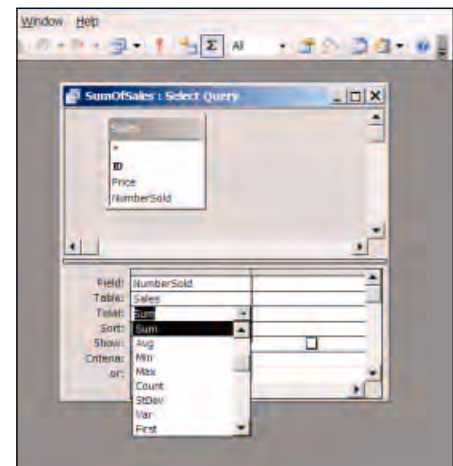 Window Help
Σ All
SumOfSales : Select Query
Sales
*
ID
Price
NumberSold
Field: NumberSold
Table: Sales
Total: Sum
Sort: Sum
Show: Avg
Criteria: Min
or: Max
Count
StDev
Var
First